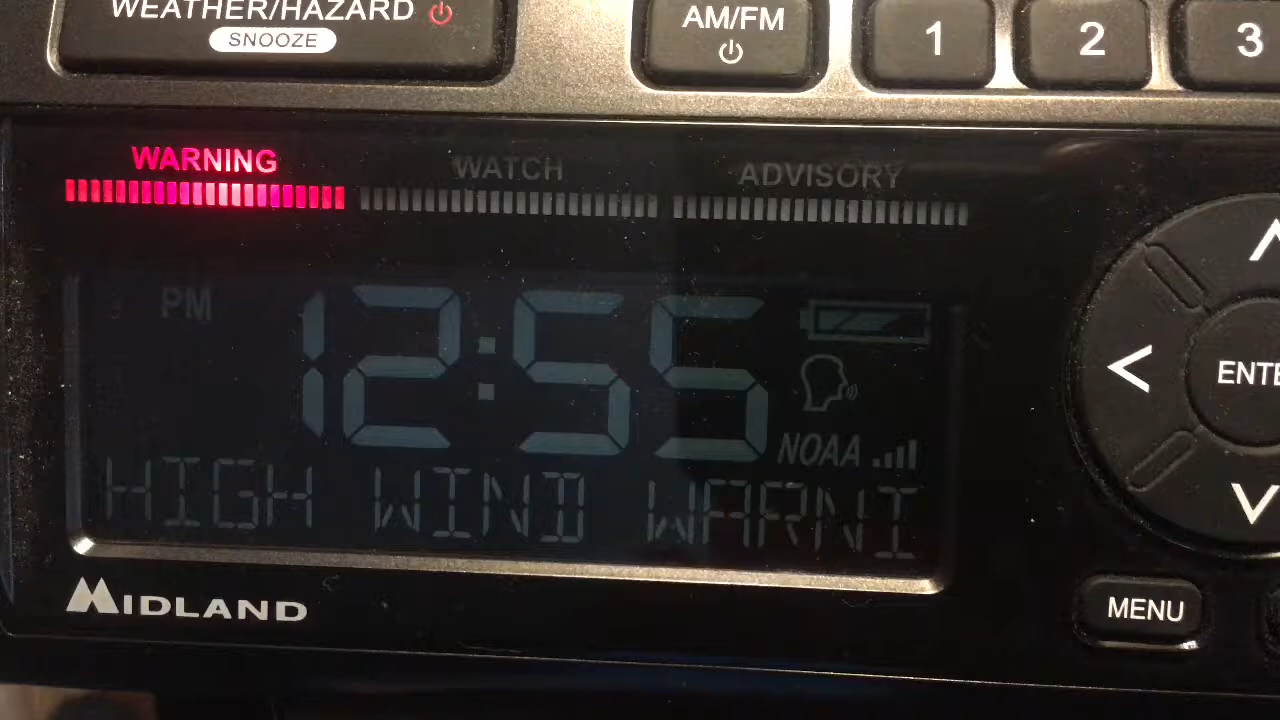 WEATHER/HAZARD
SNOOZE
AM/FM
1
2
3
WARNING
WATCH
ADVISORY
PM
12:55
NOAA
HIGH WIND WARNI
<
ENTE
MIDLAND
MENU